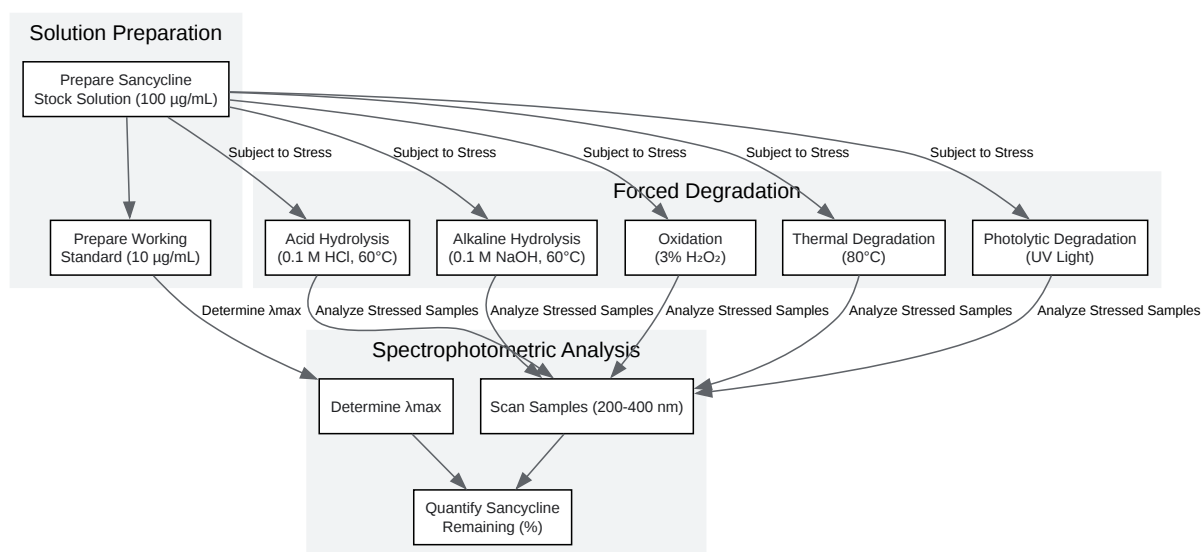 Solution Preparation
Prepare Sancycline
Stock Solution (100 µg/mL)
Subject to Stress
Subject to Stress
Subject to Stress
Subject to Stress
Subject to Stress
Forced Degradation
Prepare Working
Standard (10 µg/mL)
Acid Hydrolysis
(0.1 M HCl, 60°C)
Alkaline Hydrolysis
(0.1 M NaOH, 60°C)
Oxidation
(3% H₂O₂)
Thermal Degradation
(80°C)
Photolytic Degradation
(UV Light)
Determine λmax
Analyze Stressed Samples
Analyze Stressed Samples
Analyze Stressed Samples
Analyze Stressed Samples
Analyze Stressed Samples
Spectrophotometric Analysis
Determine λmax
Scan Samples (200-400 nm)
Quantify Sancycline
Remaining (%)